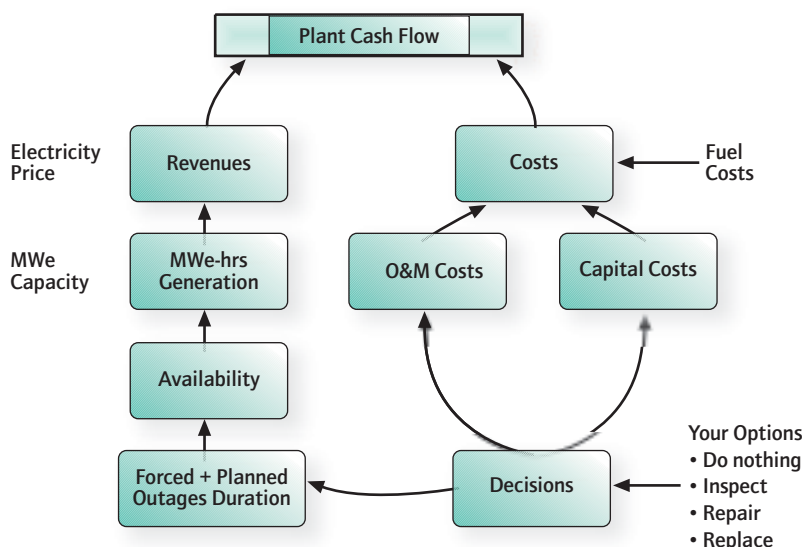 Plant Cash Flow
Electricity
Price
Revenues
Costs
Fuel
Costs
MWe
Capacity
MWe-hrs
Generation
O&M Costs
Capital Costs
Availability
Forced + Planned
Outages Duration
Decisions
Your Options
• Do nothing
• Inspect
• Repair
• Replace